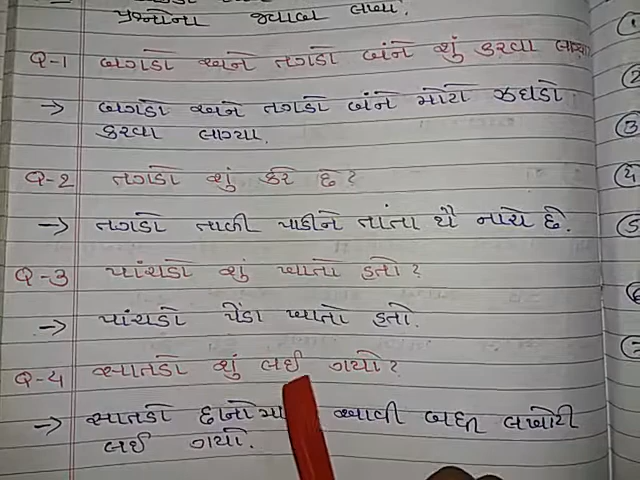 પ્રશ્નોના જવાબ લખો.
Q-1 બગડો અને તગડો બંને શું કરવા લાગ્યા
→ બગડો અને તગડો બંને મોટો ઝઘડો
કરવા લાગ્યા.
Q-2 તગડો શું કરે છે?
→ તગડો તાળી પાડીને તાંતા થૈ નાચે છે.
Q-3 પાંચડો શું ખાતો હતો?
→ પાંચડો પેંડા ખાતો હતો.
Q-4 સાતડો શું લઈ ગયો?
→ સાતડો છાનોમા આવી બધી લખોટી
લઈ ગયો.